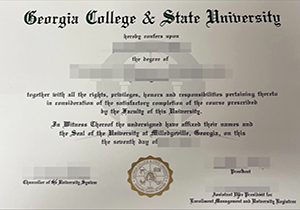 Georgia College & State University
hereby confers upon
the degree of
together with all the rights, privileges, honors and responsibilities pertaining thereto
in consideration of the satisfactory completion of the course prescribed
by the Faculty of this University.
In Witness Thereof the undersigned have affixed their names and
the Seal of the University at Milledgeville, Georgia, on this
the seventh day of
President
Chancellor of University System
Assistant President for
Enrollment Management and University Registrar